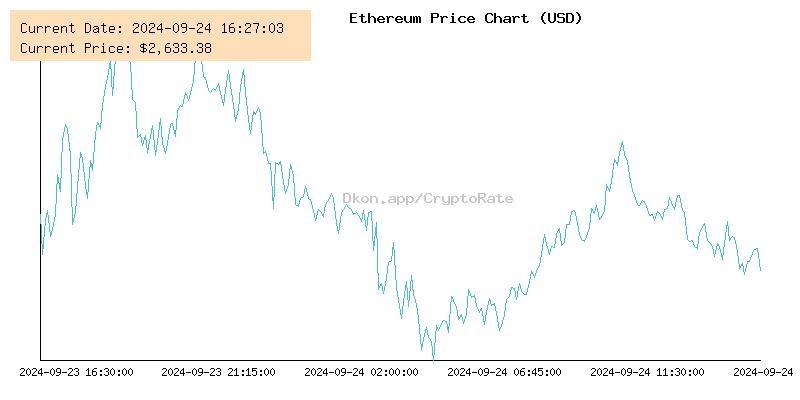 Ethereum Price Chart (USD)
Current Date: 2024-09-24 16:27:03
Current Price: $2,633.38
Dkon.app/CryptoRate
2024-09-23 16:30:00 2024-09-23 21:15:00 2024-09-24 02:00:00 2024-09-24 06:45:00 2024-09-24 11:30:00 2024-09-24